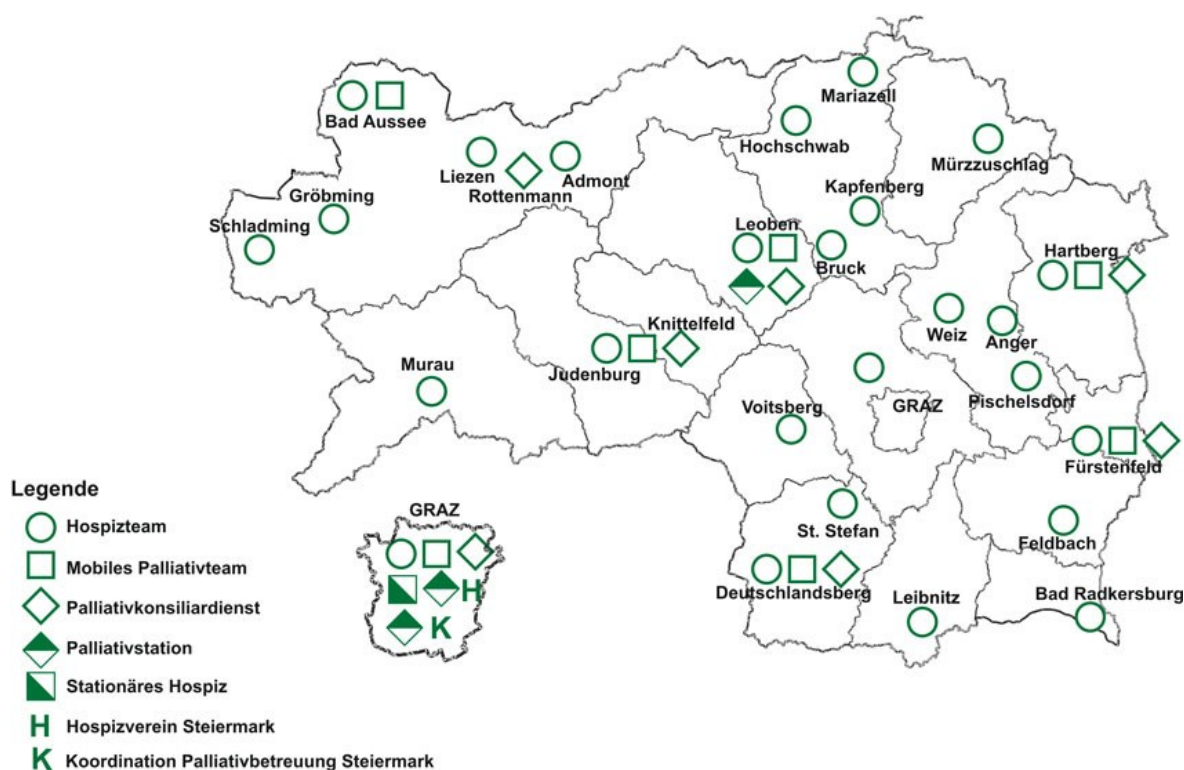 Mariazell
Bad Aussee
Hochschwab
Mürzzuschlag
Liezen
Admont
Rottenmann
Gröbming
Kapfenberg
Schladming
Leoben
Bruck
Hartberg
Knittelfeld
Weiz
Anger
Murau
Judenburg
Pischelsdorf
Voitsberg
GRAZ
Fürstenfeld
Legende
GRAZ
Hospizteam
St. Stefan
Feldbach
Mobiles Palliativteam
Deutschlandsberg
Leibnitz
Bad Radkersburg
Palliativkonsiliardienst
H
K
Palliativstation
Stationäres Hospiz
H Hospizverein Steiermark
K Koordination Palliativbetreuung Steiermark